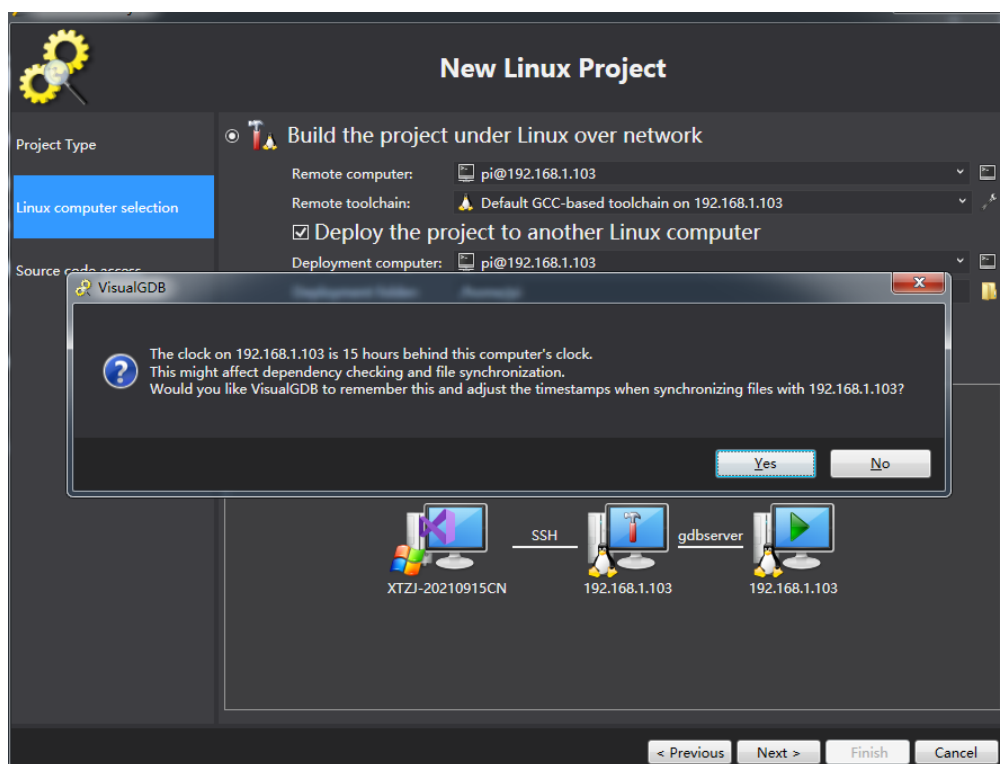 New Linux Project
Project Type
Linux computer selection
Source code access
Build the project under Linux over network
Remote computer:
pi@192.168.1.103
Remote toolchain:
Default GCC-based toolchain on 192.168.1.103
Deploy the project to another Linux computer
Deployment computer:
pi@192.168.1.103
VisualGDB
The clock on 192.168.1.103 is 15 hours behind this computer's clock.
This might affect dependency checking and file synchronization.
Would you like VisualGDB to remember this and adjust the timestamps when synchronizing files with 192.168.1.103?
Yes
No
SSH
gdbserver
XTZJ-20210915CN
192.168.1.103
192.168.1.103
< Previous
Next >
Finish
Cancel